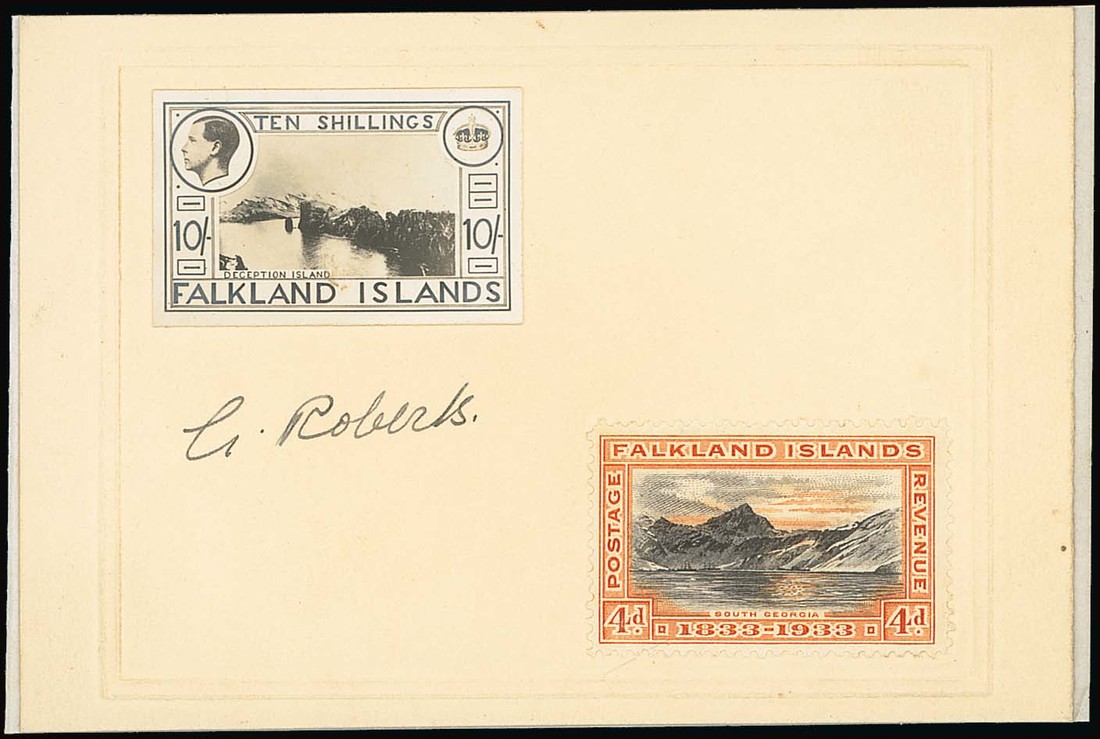 TEN SHILLINGS
10/-
10/-
DECEPTION ISLAND
FALKLAND ISLANDS
G. Roberts.
FALKLAND ISLANDS
POSTAGE
REVENUE
SOUTH GEORGIA
4d. 1833-1933 4d.